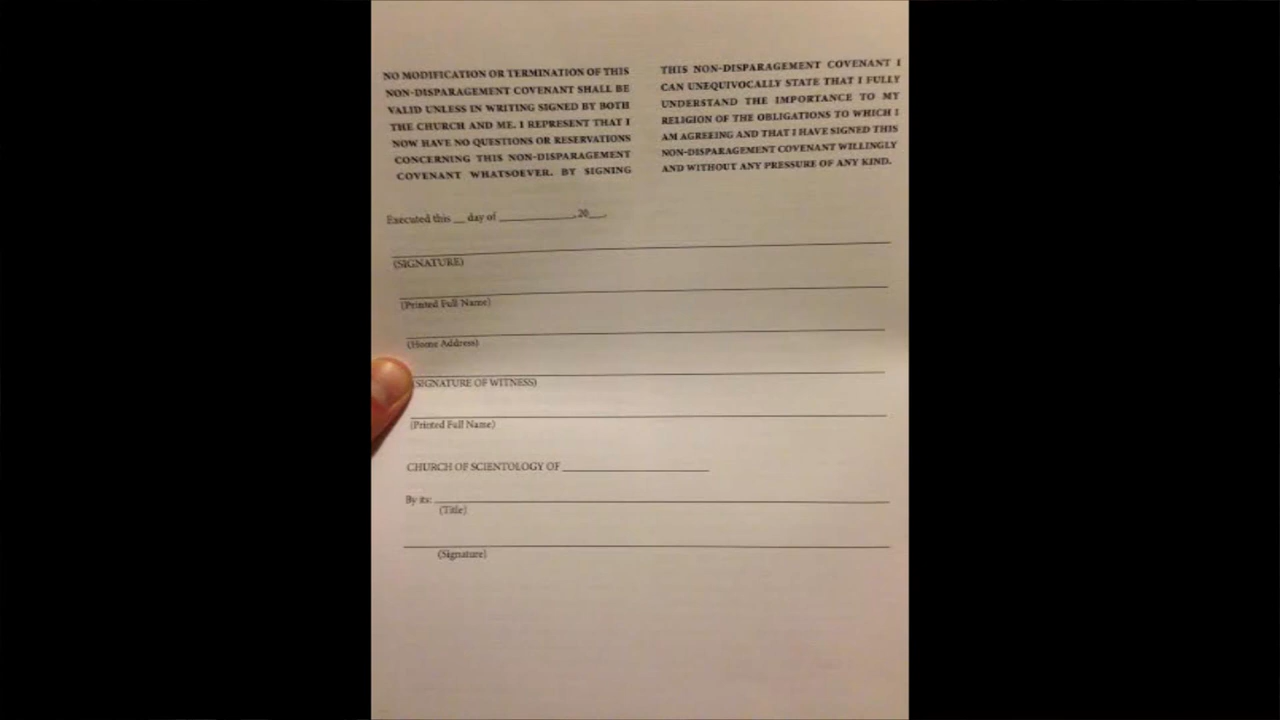 NO MODIFICATION OR TERMINATION OF THIS
NON-DISPARAGEMENT COVENANT SHALL BE
VALID UNLESS IN WRITING SIGNED BY BOTH
THE CHURCH AND ME. I REPRESENT THAT I
NOW HAVE NO QUESTIONS OR RESERVATIONS
CONCERNING THIS NON-DISPARAGEMENT
COVENANT WHATSOEVER. BY SIGNING
THIS NON-DISPARAGEMENT COVENANT I
CAN UNEQUIVOCALLY STATE THAT I FULLY
UNDERSTAND THE IMPORTANCE TO MY
RELIGION OF THE OBLIGATIONS TO WHICH I
AM AGREEING AND THAT I HAVE SIGNED THIS
NON-DISPARAGEMENT COVENANT WILLINGLY
AND WITHOUT ANY PRESSURE OF ANY KIND.
Executed this __ day of ____________, 20___.
(SIGNATURE)
(Printed Full Name)
(Home Address)
(SIGNATURE OF WITNESS)
(Printed Full Name)
CHURCH OF SCIENTOLOGY OF ____________
By its: ____________
(Title)
(Signature)